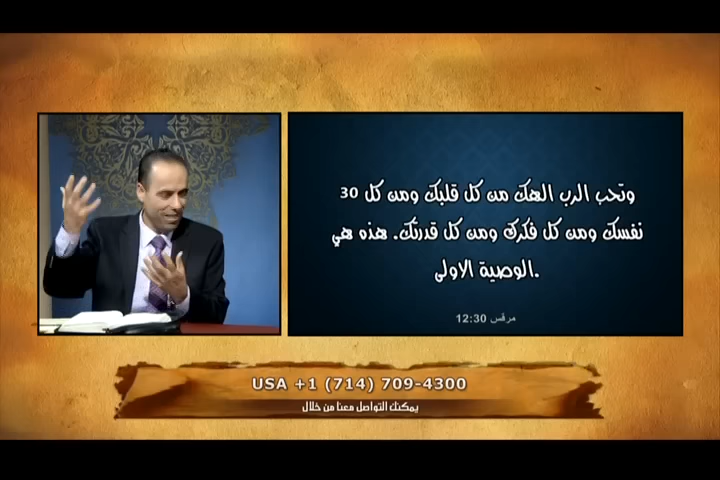 30 وتحب الرب الهك من كل قلبك ومن كل
نفسك ومن كل فكرك ومن كل قدرتك. هذه هي
الوصية الاولى.
مرقس 12:30
USA +1 (714) 709-4300
يمكنك التواصل معنا من خلال